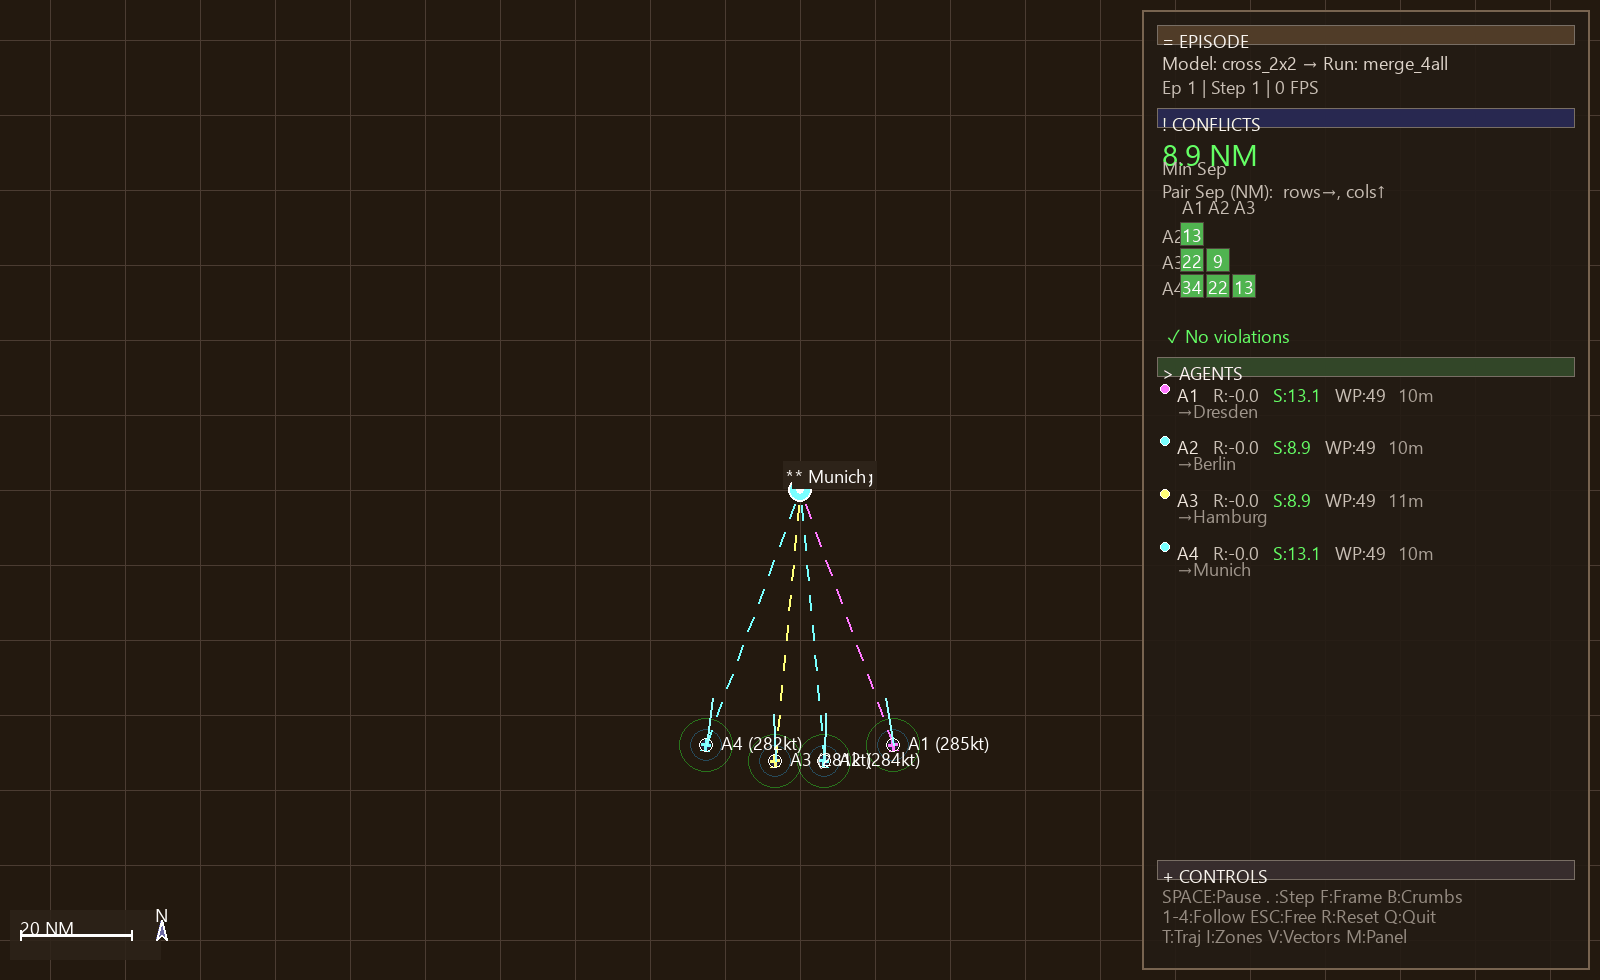 ** Munich
A4 (282kt)
A3
(284kt)
A1 (285kt)
20 NM
N
= EPISODE
Model: cross_2x2 → Run: merge_4all
Ep 1 | Step 1 | 0 FPS
! CONFLICTS
8.9 NM
Min Sep
Pair Sep (NM): rows→, cols↑
A1 A2 A3
A2 13
A3 22 9
A4 34 22 13
✓ No violations
> AGENTS
A1 R:-0.0 S:13.1 WP:49 10m
→Dresden
A2 R:-0.0 S:8.9 WP:49 10m
→Berlin
A3 R:-0.0 S:8.9 WP:49 11m
→Hamburg
A4 R:-0.0 S:13.1 WP:49 10m
→Munich
+ CONTROLS
SPACE:Pause . :Step F:Frame B:Crumbs
1-4:Follow ESC:Free R:Reset Q:Quit
T:Traj I:Zones V:Vectors M:Panel